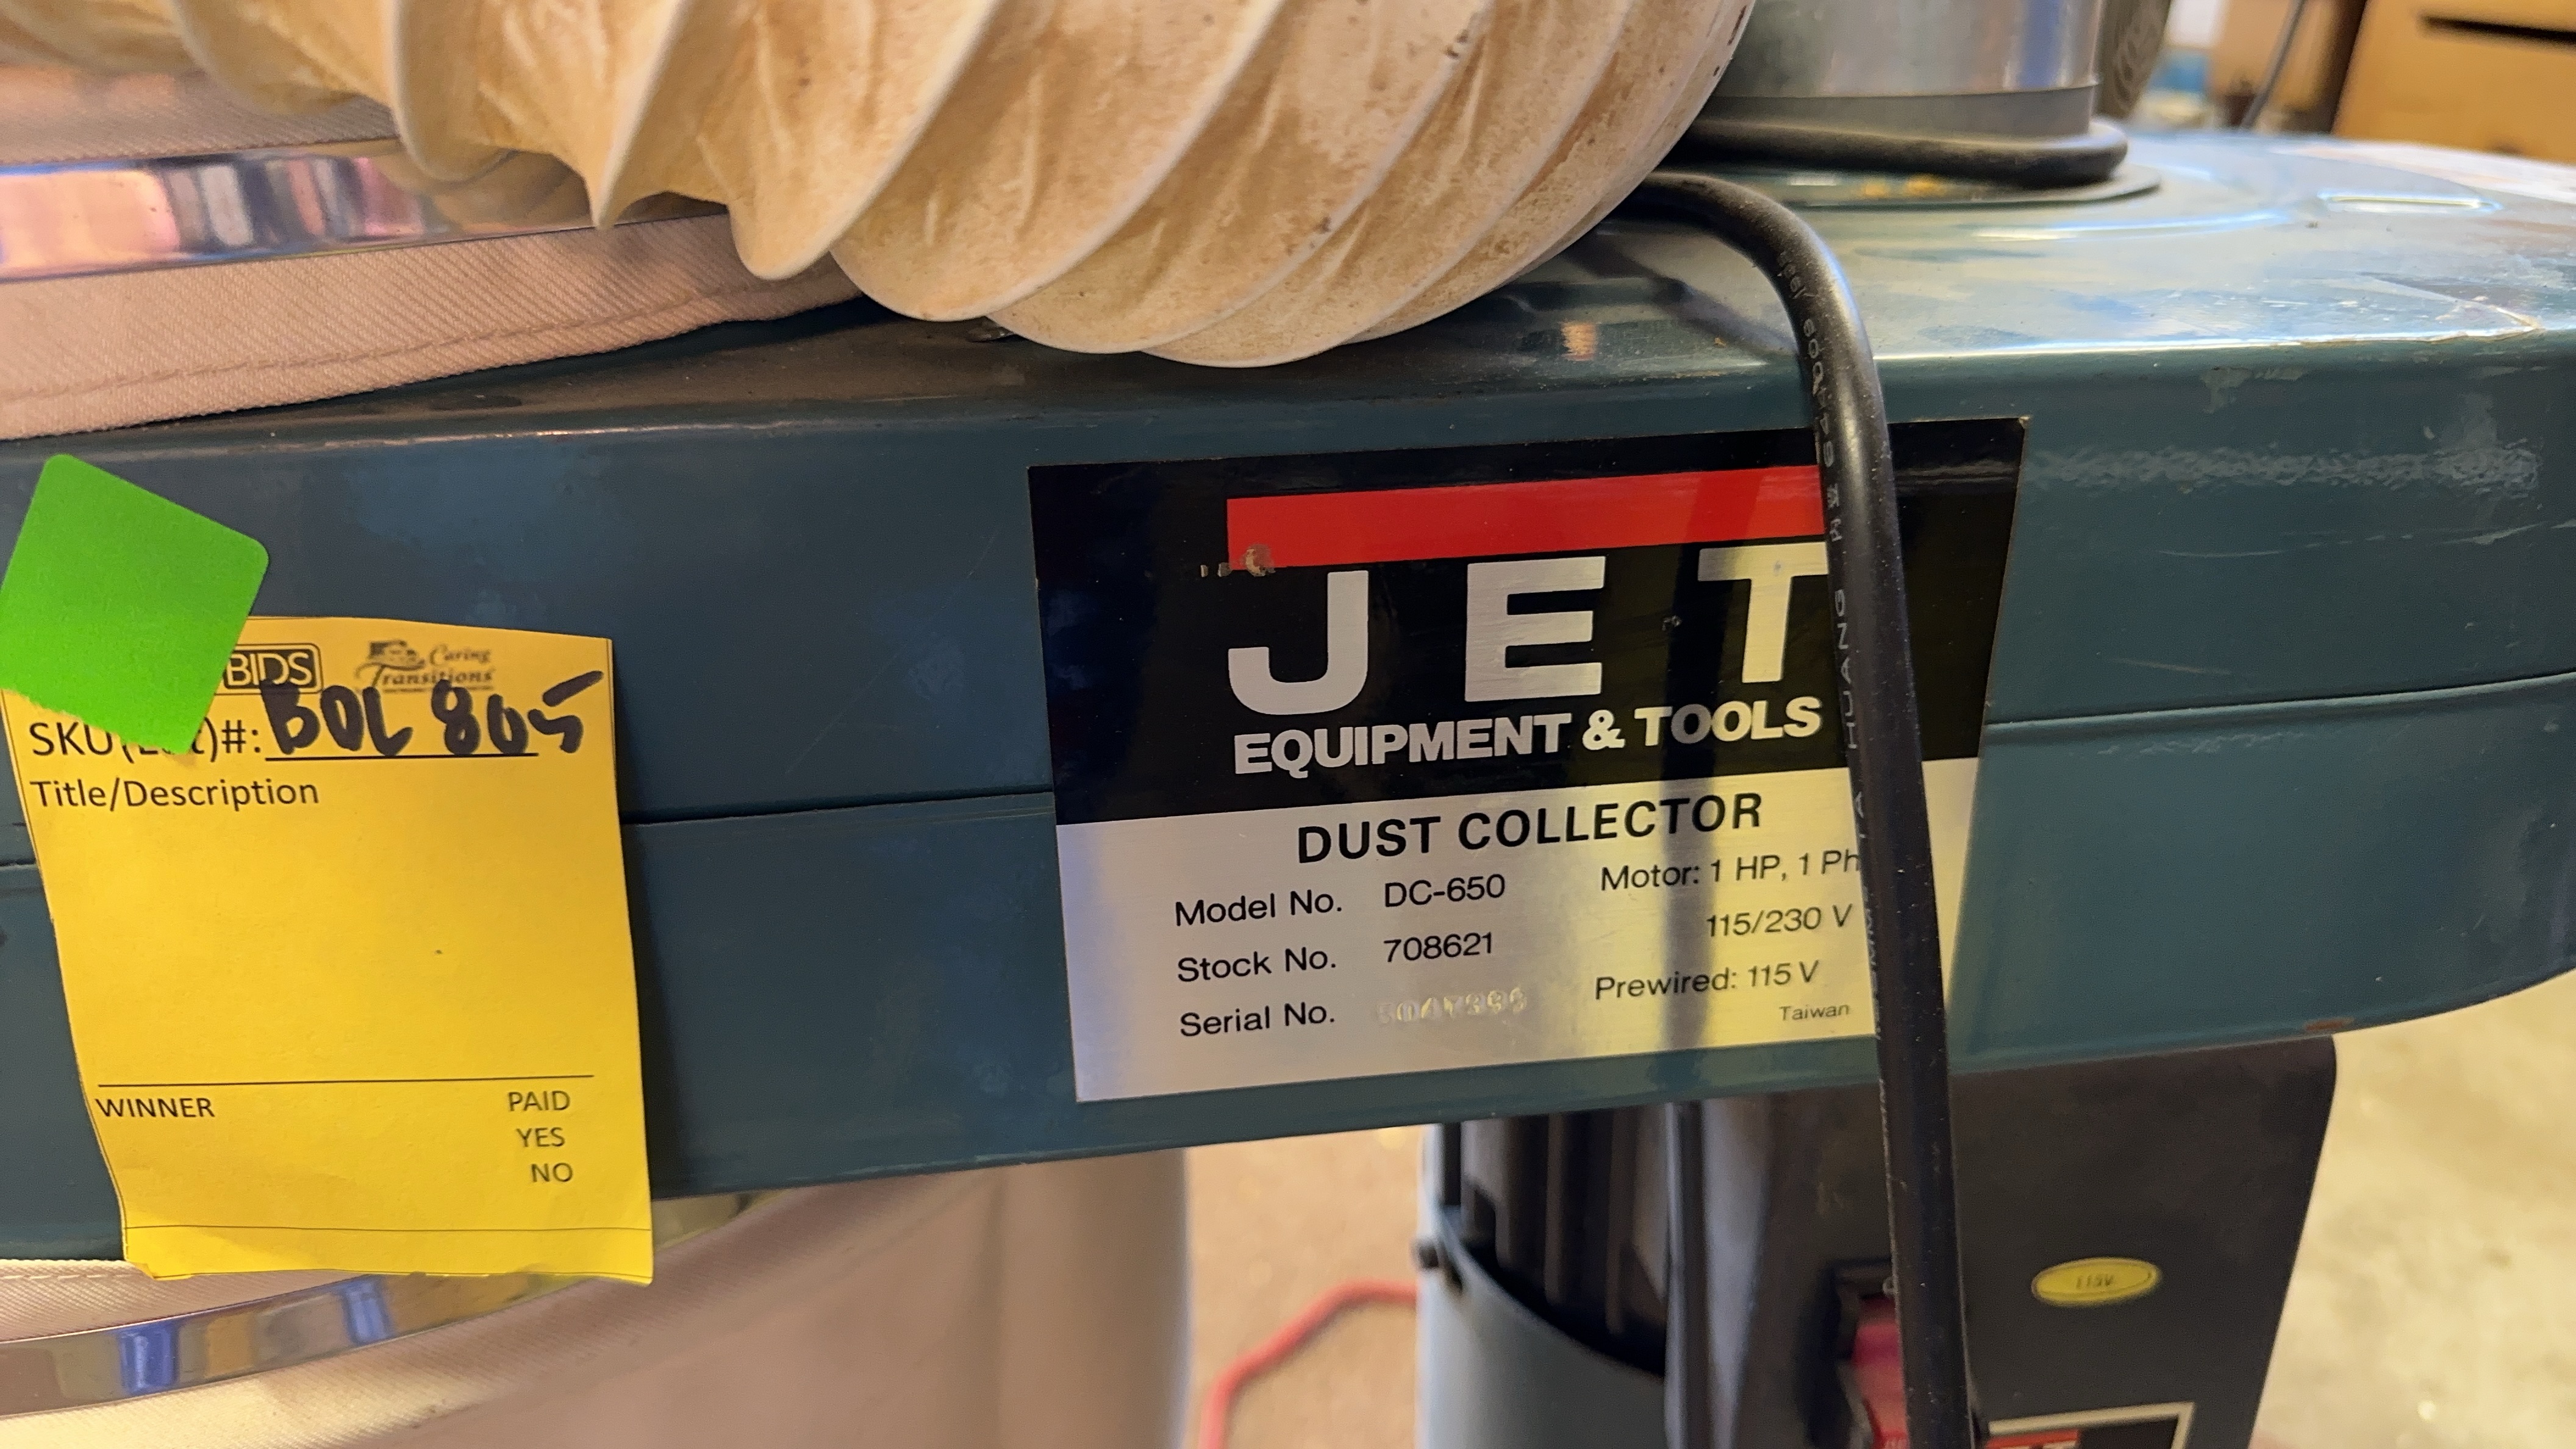 BIDS
Caring
Transitions
SKU( )#: BOL 805
Title/Description
WINNER
PAID
YES
NO
JET
EQUIPMENT & TOOLS
DUST COLLECTOR
Model No. DC-650
Stock No. 708621
Serial No.
Motor: 1 HP, 1 Ph
115/230 V
Prewired: 115 V
Taiwan
HUANG
115V